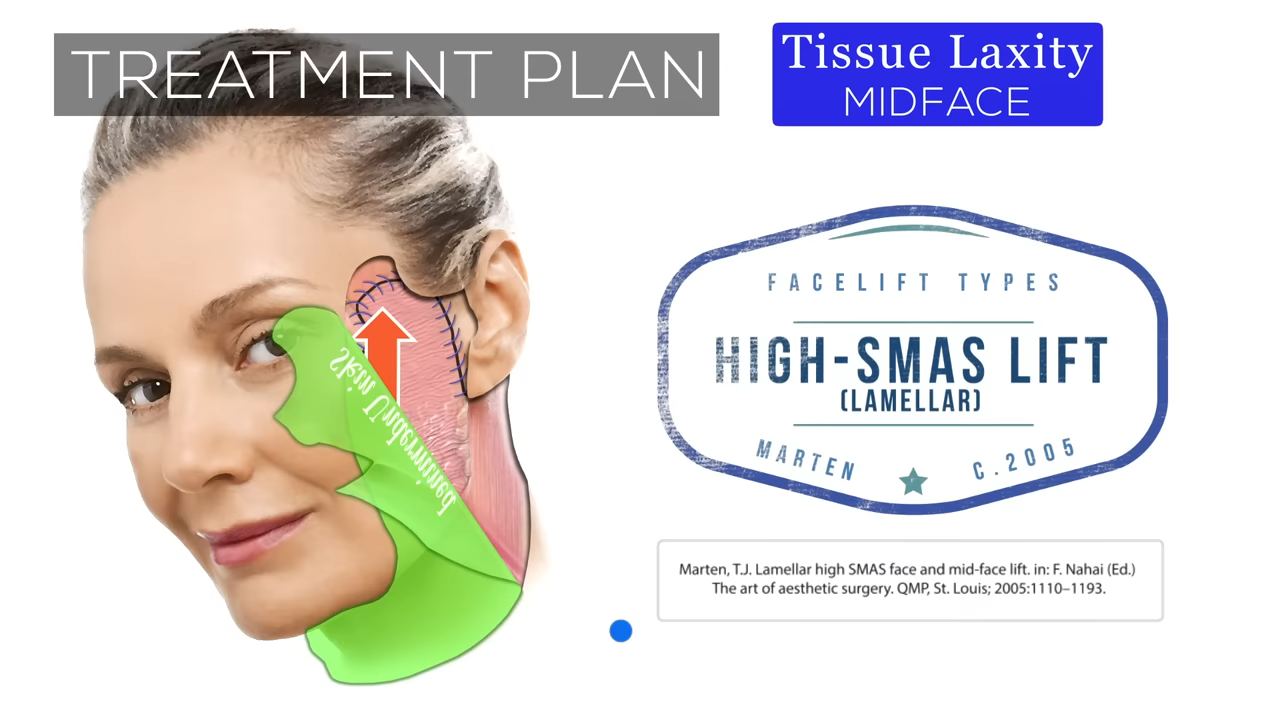 TREATMENT PLAN
Tissue Laxity
MIDFACE
FACELIFT TYPES
HIGH-SMAS LIFT
(LAMELLAR)
MARTEN C.2005
Marten, T.J. Lamellar high SMAS face and mid-face lift. in: F. Nahai (Ed.)
The art of aesthetic surgery. QMP, St. Louis; 2005:1110–1193.
Undermined